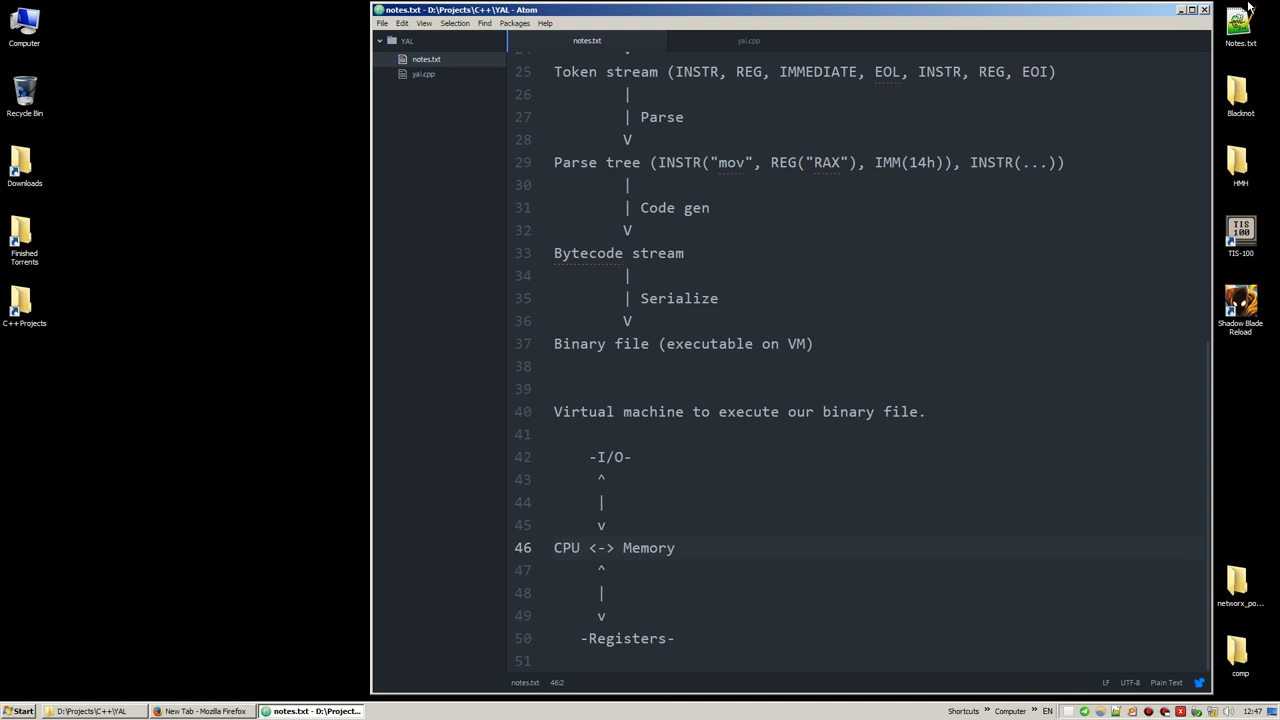 notes.txt - D:\Projects\C++\YAL - Atom
File Edit View Selection Find Packages Help
YAL
notes.txt
yal.cpp
notes.txt yal.cpp
25 Token stream (INSTR, REG, IMMEDIATE, EOL, INSTR, REG, EOI)
26 |
27 | Parse
28 V
29 Parse tree (INSTR("mov", REG("RAX"), IMM(14h)), INSTR(...))
30 |
31 | Code gen
32 V
33 Bytecode stream
34 |
35 | Serialize
36 V
37 Binary file (executable on VM)
38
39
40 Virtual machine to execute our binary file.
41
42 -I/O-
43 ^
44 |
45 v
46 CPU <-> Memory
47 ^
48 |
49 v
50 -Registers-
51
notes.txt 46:2 LF UTF-8 Plain Text
Computer
Recycle Bin
Downloads
Finished
Torrents
C++ Projects
Notes.txt
Blacknot
HMH
TIS
100
TIS-100
Shadow Blade
Reload
networx_po...
comp
Start D:\Projects\C++\YAL New Tab - Mozilla Firefox notes.txt - D:\Project... Shortcuts » Computer » EN 12:47